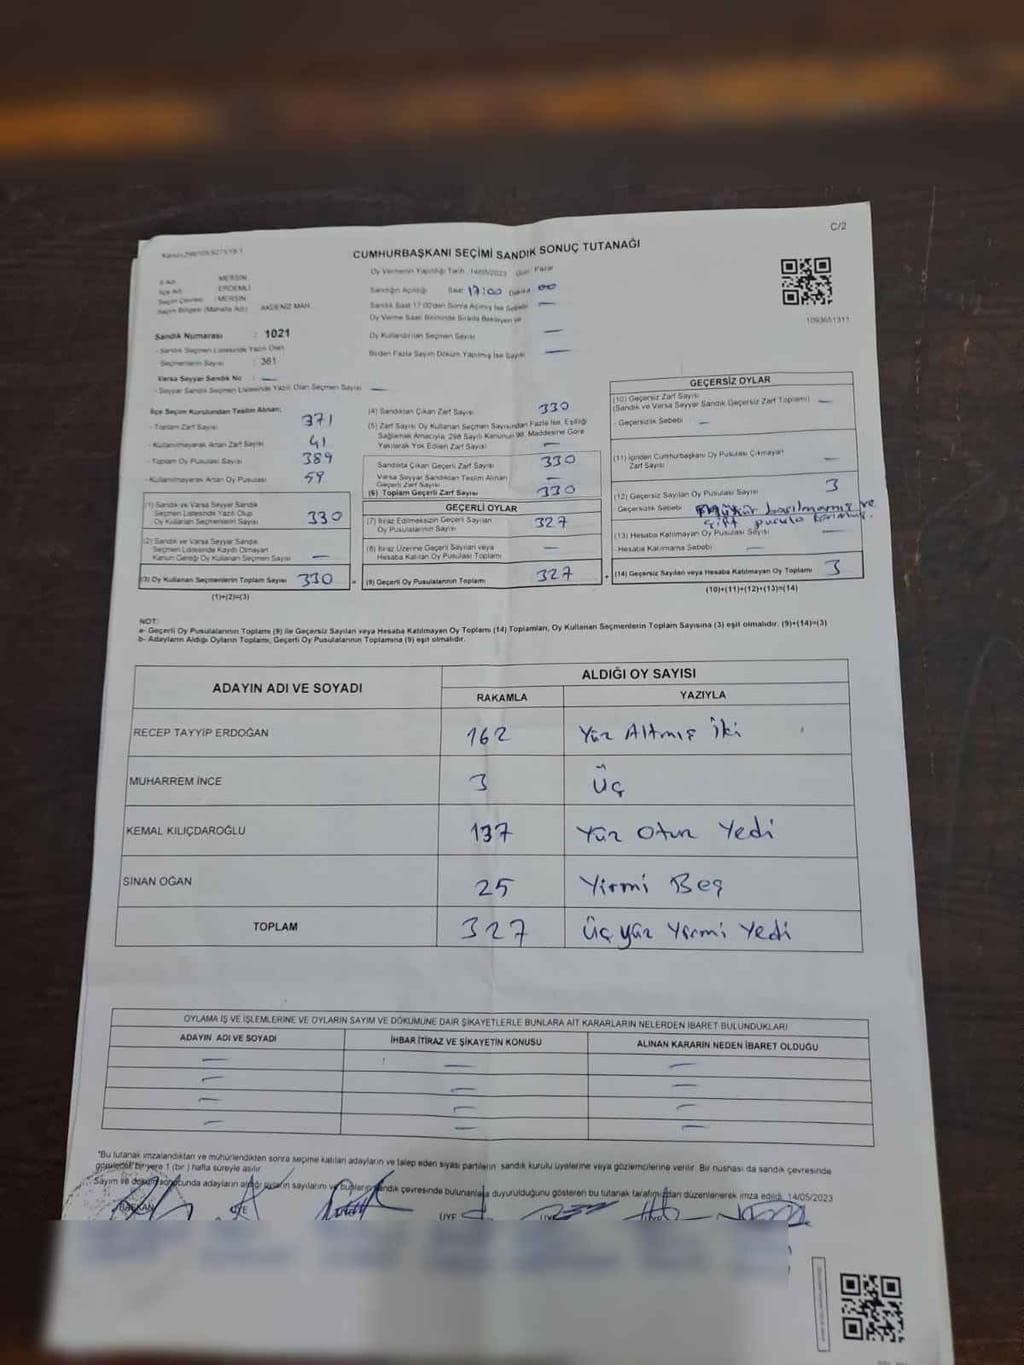 C/2
CUMHURBAŞKANI SEÇİMİ SANDIK SONUÇ TUTANAĞI
Oy Vermenin Yapıldığı Tarih 14/05/2023 Gün Pazar
İli Adı MERSİN
İlçe Adı ERDEMLİ
Seçim Çevresi : MERSİN
Seçim Bölgesi (Mahalle Adı) AKDENİZ MAH.
Sandığın Açıldığı Saat 17:00 Dakika 00
Sandık Saat 17.00'den Sonra Açılmış İse Sebebi —
Oy Verme Saati Bitiminde Sırada Bekleyen ve
Oy Kullandırılan Seçmen Sayısı —
Birden Fazla Sayım Döküm Yapılmış İse Sayısı —
1093651311
Sandık Numarası : 1021
- Sandık Seçmen Listesinde Yazılı Olan
Seçmenlerin Sayısı : 361
Varsa Seyyar Sandık No : —
- Seyyar Sandık Seçmen Listesinde Yazılı Olan Seçmen Sayısı —
İlçe Seçim Kurulundan Teslim Alınan;
- Toplam Zarf Sayısı 371
- Kullanılmayarak Artan Zarf Sayısı 41
- Toplam Oy Pusulası Sayısı 389
- Kullanılmayarak Artan Oy Pusulası 59
(1) Sandık ve Varsa Seyyar Sandık
Seçmen Listesinde Yazılı Olup
Oy Kullanan Seçmenlerin Sayısı 330
(2) Sandık ve Varsa Seyyar Sandık
Seçmen Listesinde Kaydı Olmayan
Kanun Gereği Oy Kullanan Seçmen Sayısı —
(3) Oy Kullanan Seçmenlerin Toplam Sayısı 330
(1)+(2)=(3)
(4) Sandıktan Çıkan Zarf Sayısı 330
(5) Zarf Sayısı Oy Kullanan Seçmen Sayısından Fazla İse, Eşitliği
Sağlamak Amacıyla, 298 Sayılı Kanunun 98. Maddesine Göre
Yakılarak Yok Edilen Zarf Sayısı —
Sandıkta Çıkan Geçerli Zarf Sayısı 330
Varsa Seyyar Sandıktan Teslim Alınan
Geçerli Zarf Sayısı —
(6) Toplam Geçerli Zarf Sayısı 330
GEÇERLİ OYLAR
(7) İtiraz Edilmeksizin Geçerli Sayılan
Oy Pusulası Sayısı 327
(8) İtiraz Üzerine Geçerli Sayılan veya
Hesaba Katılan Oy Pusulası Toplamı —
(9) Geçerli Oy Pusulalarının Toplamı 327
GEÇERSİZ OYLAR
(10) Geçersiz Zarf Sayısı
(Sandık ve Varsa Seyyar Sandık Geçersiz Zarf Toplamı) —
- Geçersizlik Sebebi —
(11) İçinden Cumhurbaşkanı Oy Pusulası Çıkmayan
Zarf Sayısı —
(12) Geçersiz Sayılan Oy Pusulası Sayısı 3
Geçersizlik Sebebi Mühür basılmamış ve
çift pusula
(13) Hesaba Katılmayan Oy Pusulası Sayısı —
Hesaba Katılmama Sebebi —
(14) Geçersiz Sayılan veya Hesaba Katılmayan Oy Toplamı 3
(10)+(11)+(12)+(13)=(14)
NOT:
a- Geçerli Oy Pusulalarının Toplamı (9) ile Geçersiz Sayılan veya Hesaba Katılmayan Oy Toplamı (14) Toplamları, Oy Kullanan Seçmenlerin Toplam Sayısına (3) eşit olmalıdır. (9)+(14)=(3)
b- Adayların Aldığı Oyların Toplamı, Geçerli Oy Pusulalarının Toplamına (9) eşit olmalıdır.
ADAYIN ADI VE SOYADI
ALDIĞI OY SAYISI
RAKAMLA YAZIYLA
RECEP TAYYİP ERDOĞAN 162 Yüz Altmış İki
MUHARREM İNCE 3 Üç
KEMAL KILIÇDAROĞLU 137 Yüz Otuz Yedi
SİNAN OĞAN 25 Yirmi Beş
TOPLAM 327 Üç yüz Yirmi Yedi
OYLAMA İŞ VE İŞLEMLERİNE VE OYLARIN SAYIM VE DÖKÜMÜNE DAİR ŞİKAYETLERLE BUNLARA AİT KARARLARIN NELERDEN İBARET BULUNDUKLARI
ADAYIN ADI VE SOYADI İHBAR İTİRAZ VE ŞİKAYETİN KONUSU ALINAN KARARIN NEDEN İBARET OLDUĞU
— — —
— — —
— — —
— — —
"Bu tutanak imzalandıktan ve mühürlendikten sonra seçime katılan adayların ve talep eden siyasi partilerin sandık kurulu üyelerine veya gözlemcilerine verilir. Bir nüshası da sandık çevresinde
görülecek bir yere 1 (bir) hafta süreyle asılır.
Sayım ve döküm sonucunda adayların aldığı oyların sayılarını ve bunların sandık çevresinde bulunanlara duyurulduğunu gösteren bu tutanak tarafımızdan düzenlenerek imza edildi. 14/05/2023
BAŞKAN ÜYE ÜYE ÜYE